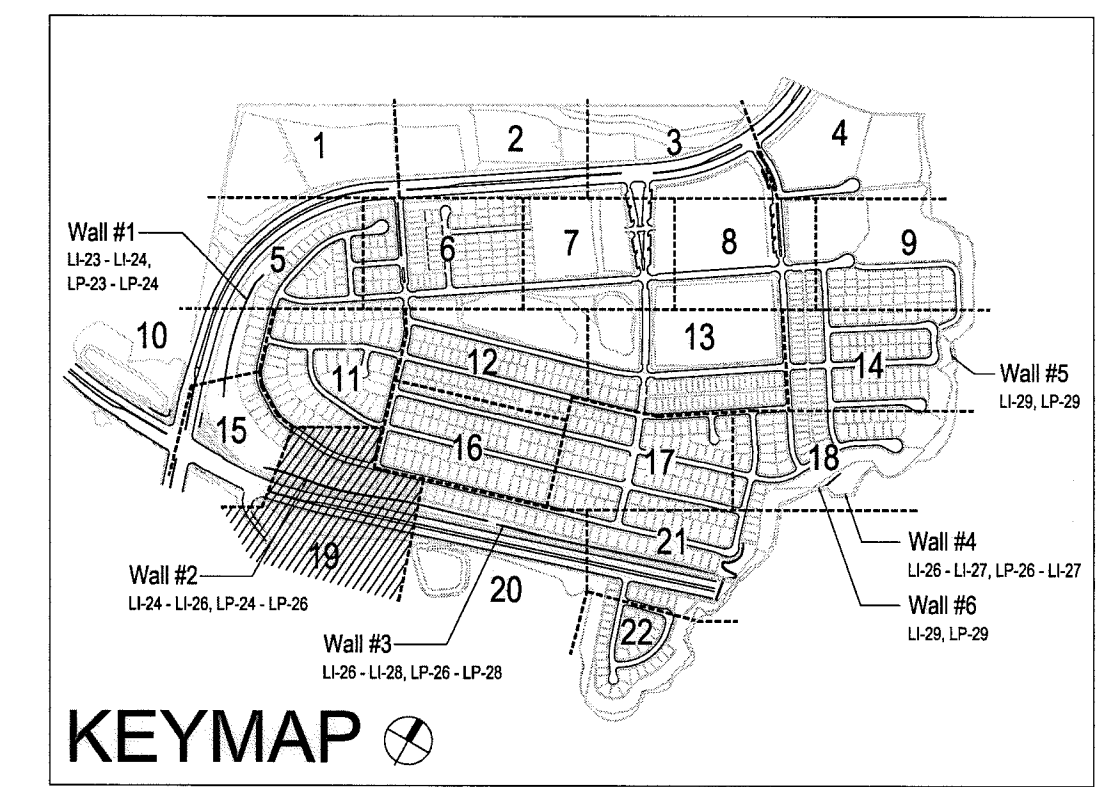 1
2
3
4
Wall #1
LI-23 - LI-24,
LP-23 - LP-24
5
6
7
8
9
10
11
12
13
14
Wall #5
LI-29, LP-29
15
16
17
18
Wall #4
LI-26 - LI-27, LP-26 - LI-27
Wall #2
LI-24 - LI-26, LP-24 - LP-26
19
20
21
Wall #6
LI-29, LP-29
Wall #3
LI-26 - LI-28, LP-26 - LP-28
22
KEYMAP